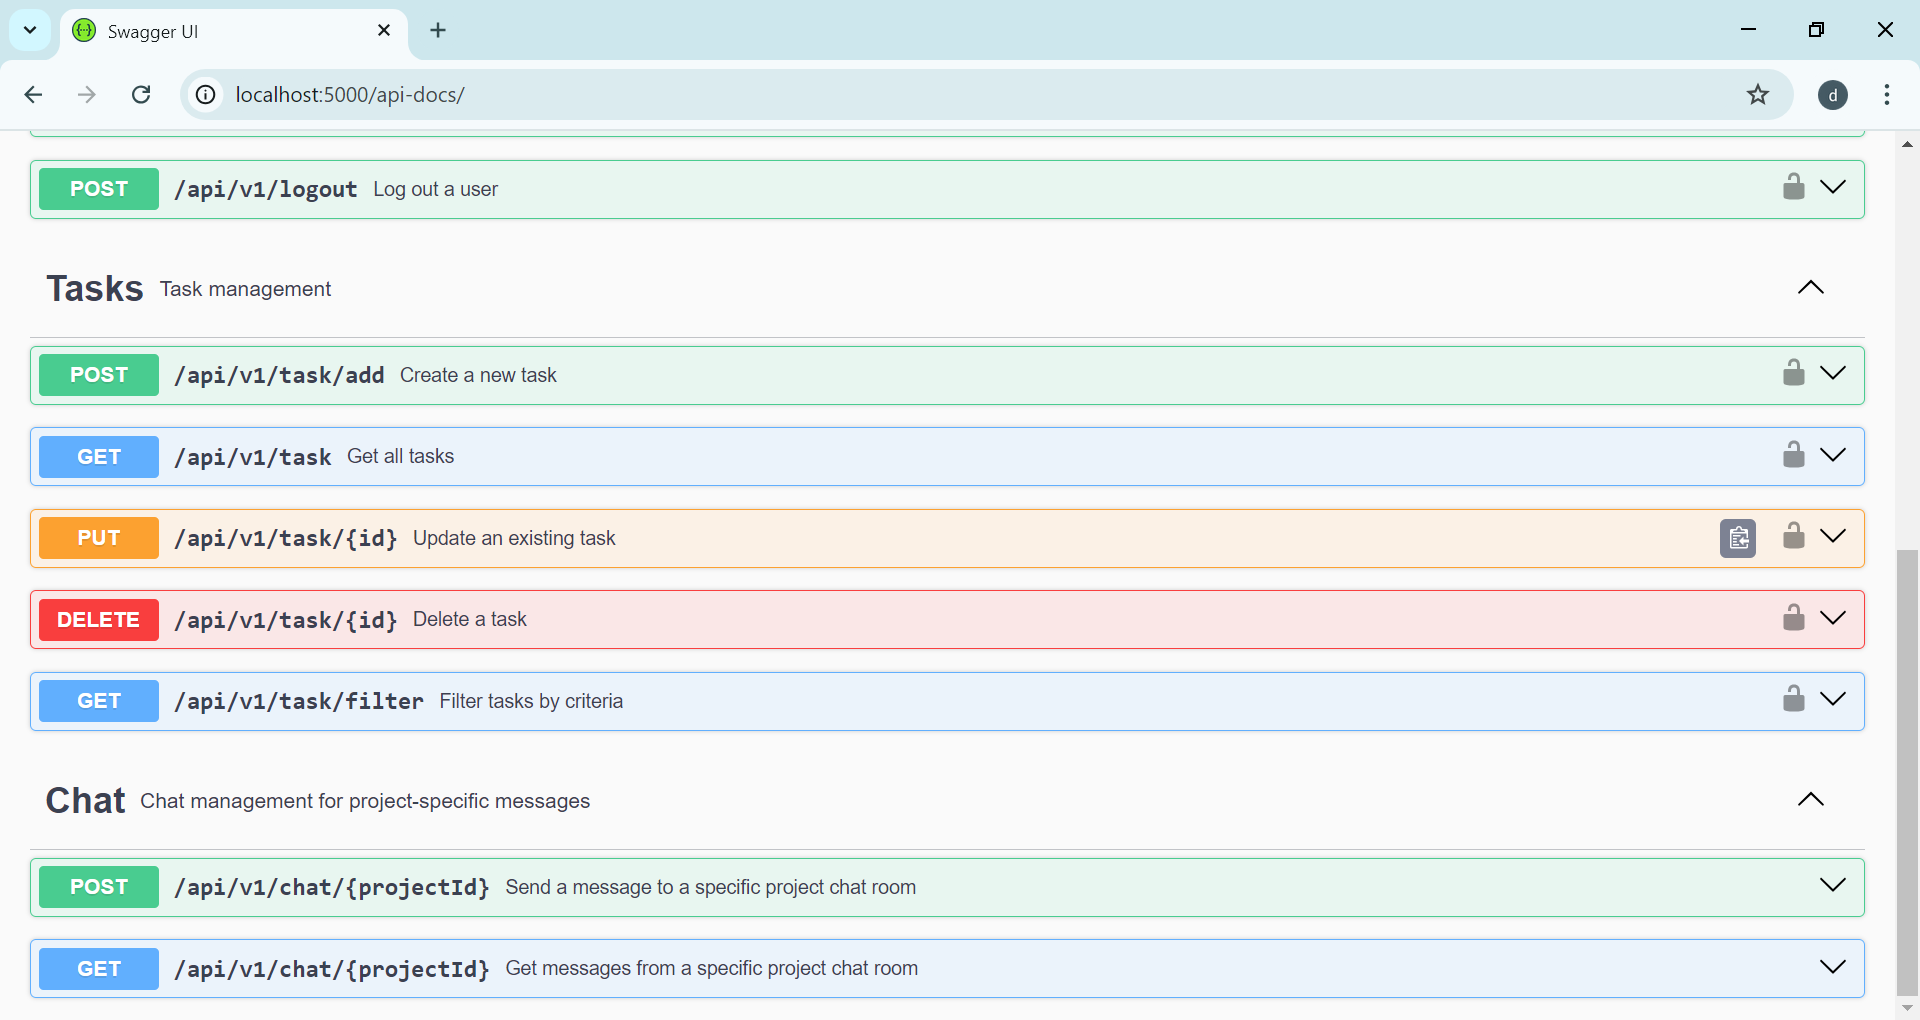 Swagger UI
localhost:5000/api-docs/
d
POST /api/v1/logout Log out a user
Tasks Task management
POST /api/v1/task/add Create a new task
GET /api/v1/task Get all tasks
PUT /api/v1/task/{id} Update an existing task
DELETE /api/v1/task/{id} Delete a task
GET /api/v1/task/filter Filter tasks by criteria
Chat Chat management for project-specific messages
POST /api/v1/chat/{projectId} Send a message to a specific project chat room
GET /api/v1/chat/{projectId} Get messages from a specific project chat room